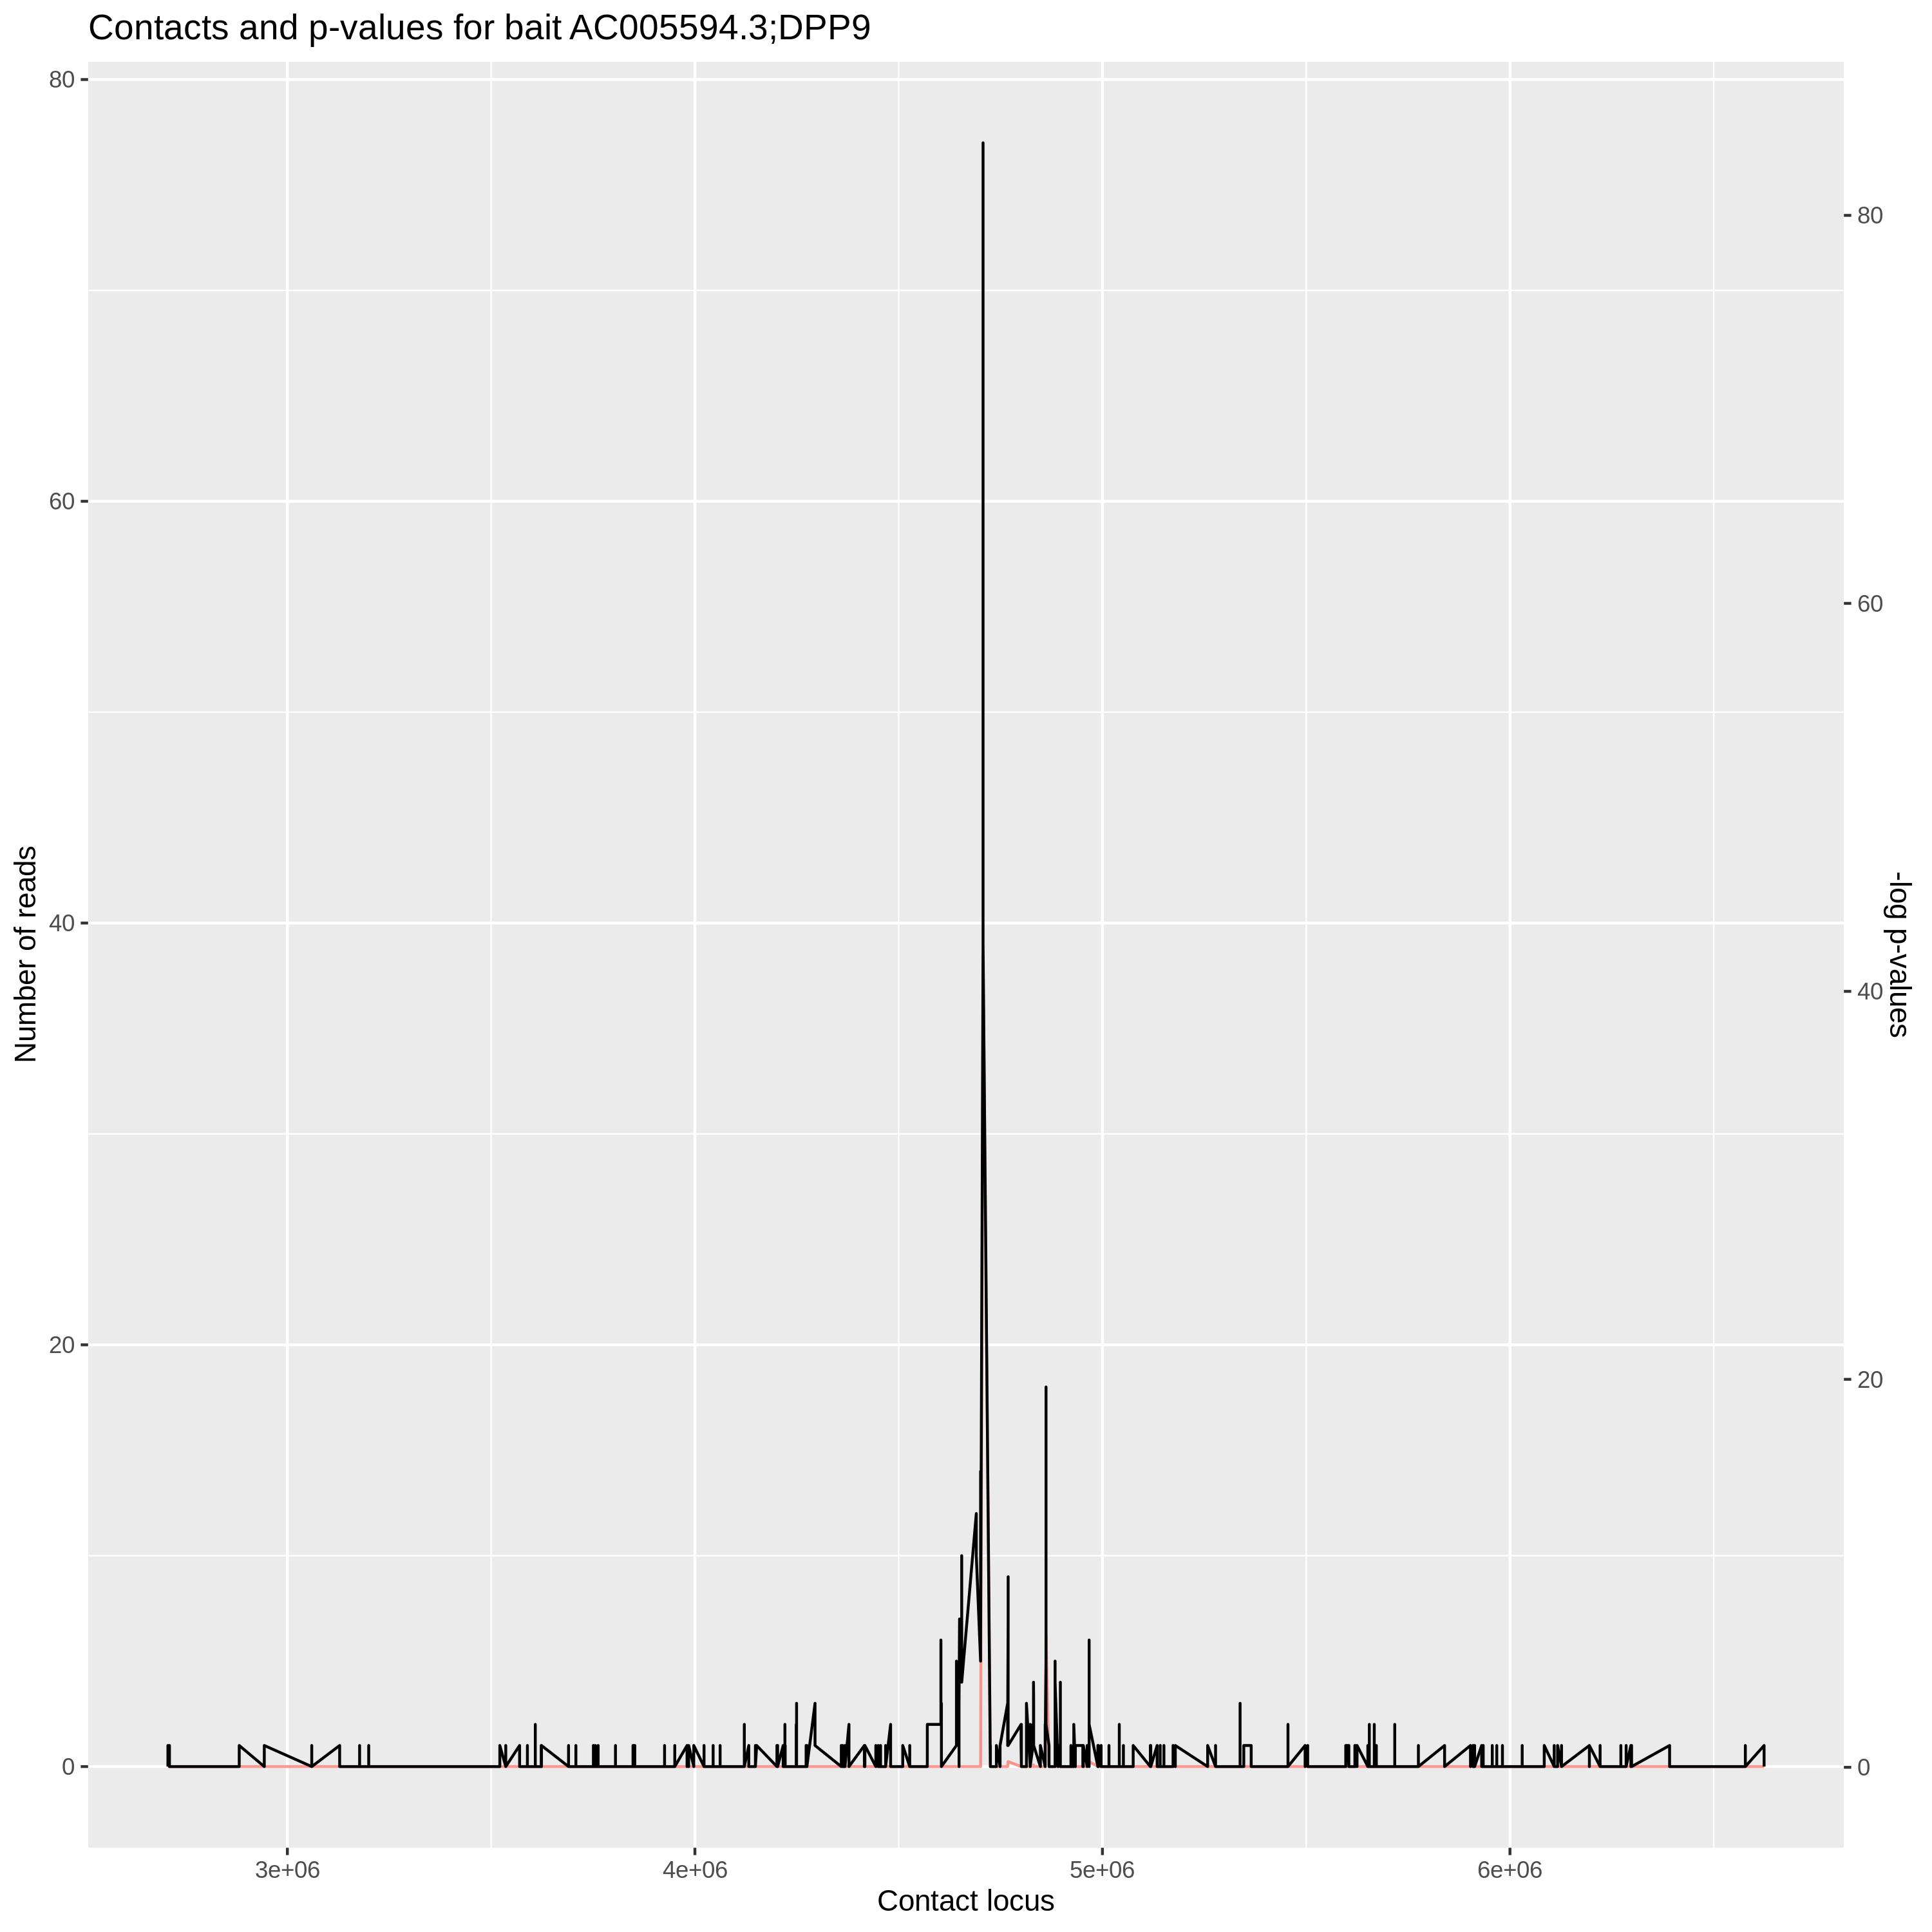 Contacts and p-values for bait AC005594.3;DPP9
80
60
40
20
0
Number of reads
80
60
40
20
0
-log p-values
3e+06
4e+06
5e+06
6e+06
Contact locus